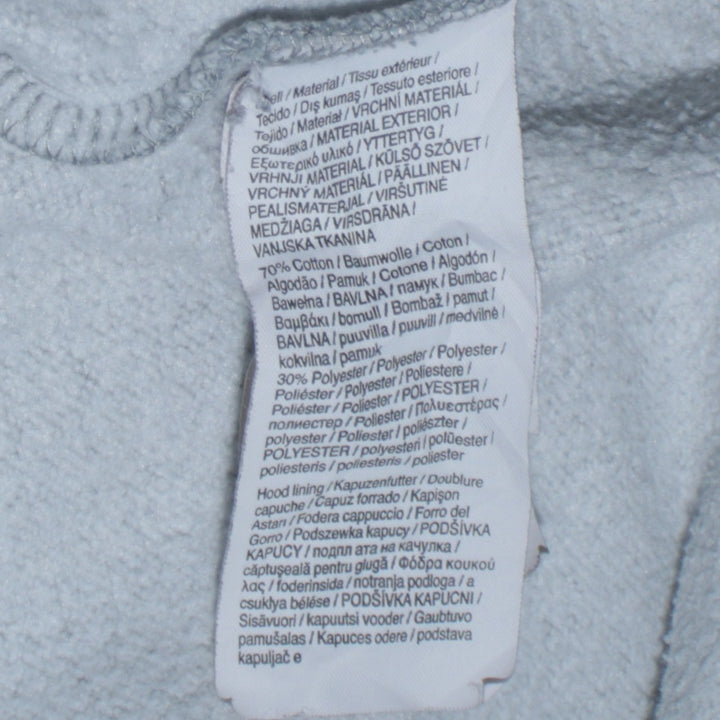 Shell / Material / Tissu extérieur /
Tecido / Dış kumaş / Tessuto esteriore /
Tejido / Materiał / VRCHNÍ MATERIÁL /
обшивка / MATERIAL EXTERIOR /
Εξωτερικό υλικό / YTTERTYG /
VRHNJI MATERIAL / KÜLSŐ SZÖVET /
VRCHNÝ MATERIÁL / PÄÄLLINEN /
PEALISMATERJAL / VIRŠUTINĖ
MEDŽIAGA / VIRSDRĀNA /
VANJSKA TKANINA
70% Cotton / Baumwolle / Coton /
Algodão / Pamuk / Cotone / Algodón /
Bawełna / BAVLNA / памук / Bumbac /
Βαμβάκι / bomull / Bombaž / pamut /
BAVLNA / puuvilla / puuvill / medvilnė /
kokvilna / pamuk
30% Polyester / Polyester / Polyester /
Poliéster / Polyester / Poliestere /
Poliéster / Poliester / POLYESTER /
полиестер / Poliester / Πολυεστέρας /
polyester / Poliester / poliészter /
POLYESTER / polyesteri / polüester /
poliesteris / poliesteris / poliester
Hood lining / Kapuzenfutter / Doublure
capuche / Capuz forrado / Kapişon
Astarı / Fodera cappuccio / Forro del
Gorro / Podszewka kapucy / PODŠÍVKA
KAPUCY / подпл ата на качулка /
căptușeală pentru glugă / Φόδρα κουκού
λας / foderinsida / notranja podloga / a
csuklya bélése / PODŠÍVKA KAPUCNI /
Sisävuori / kapuutsi vooder / Gaubtuvo
pamušalas / Kapuces odere / podstava
kapuljač e